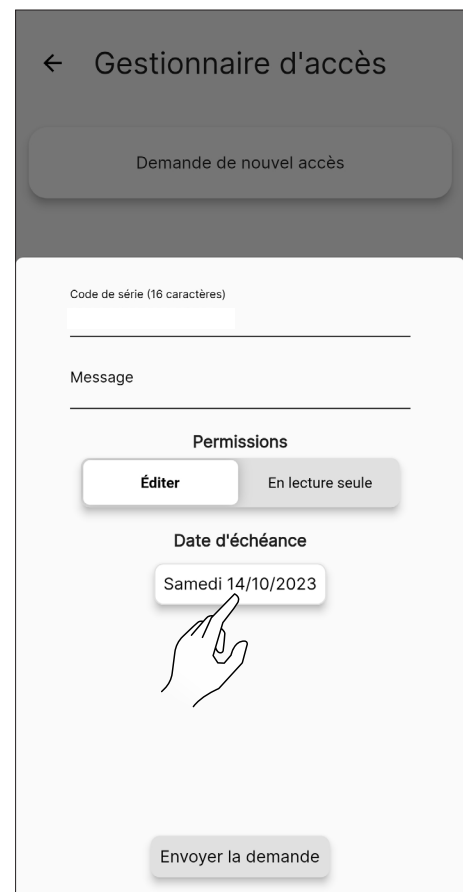 Gestionnaire d'accès
Demande de nouvel accès
Code de série (16 caractères)
Message
Permissions
Éditer En lecture seule
Date d'échéance
Samedi 14/10/2023
Envoyer la demande